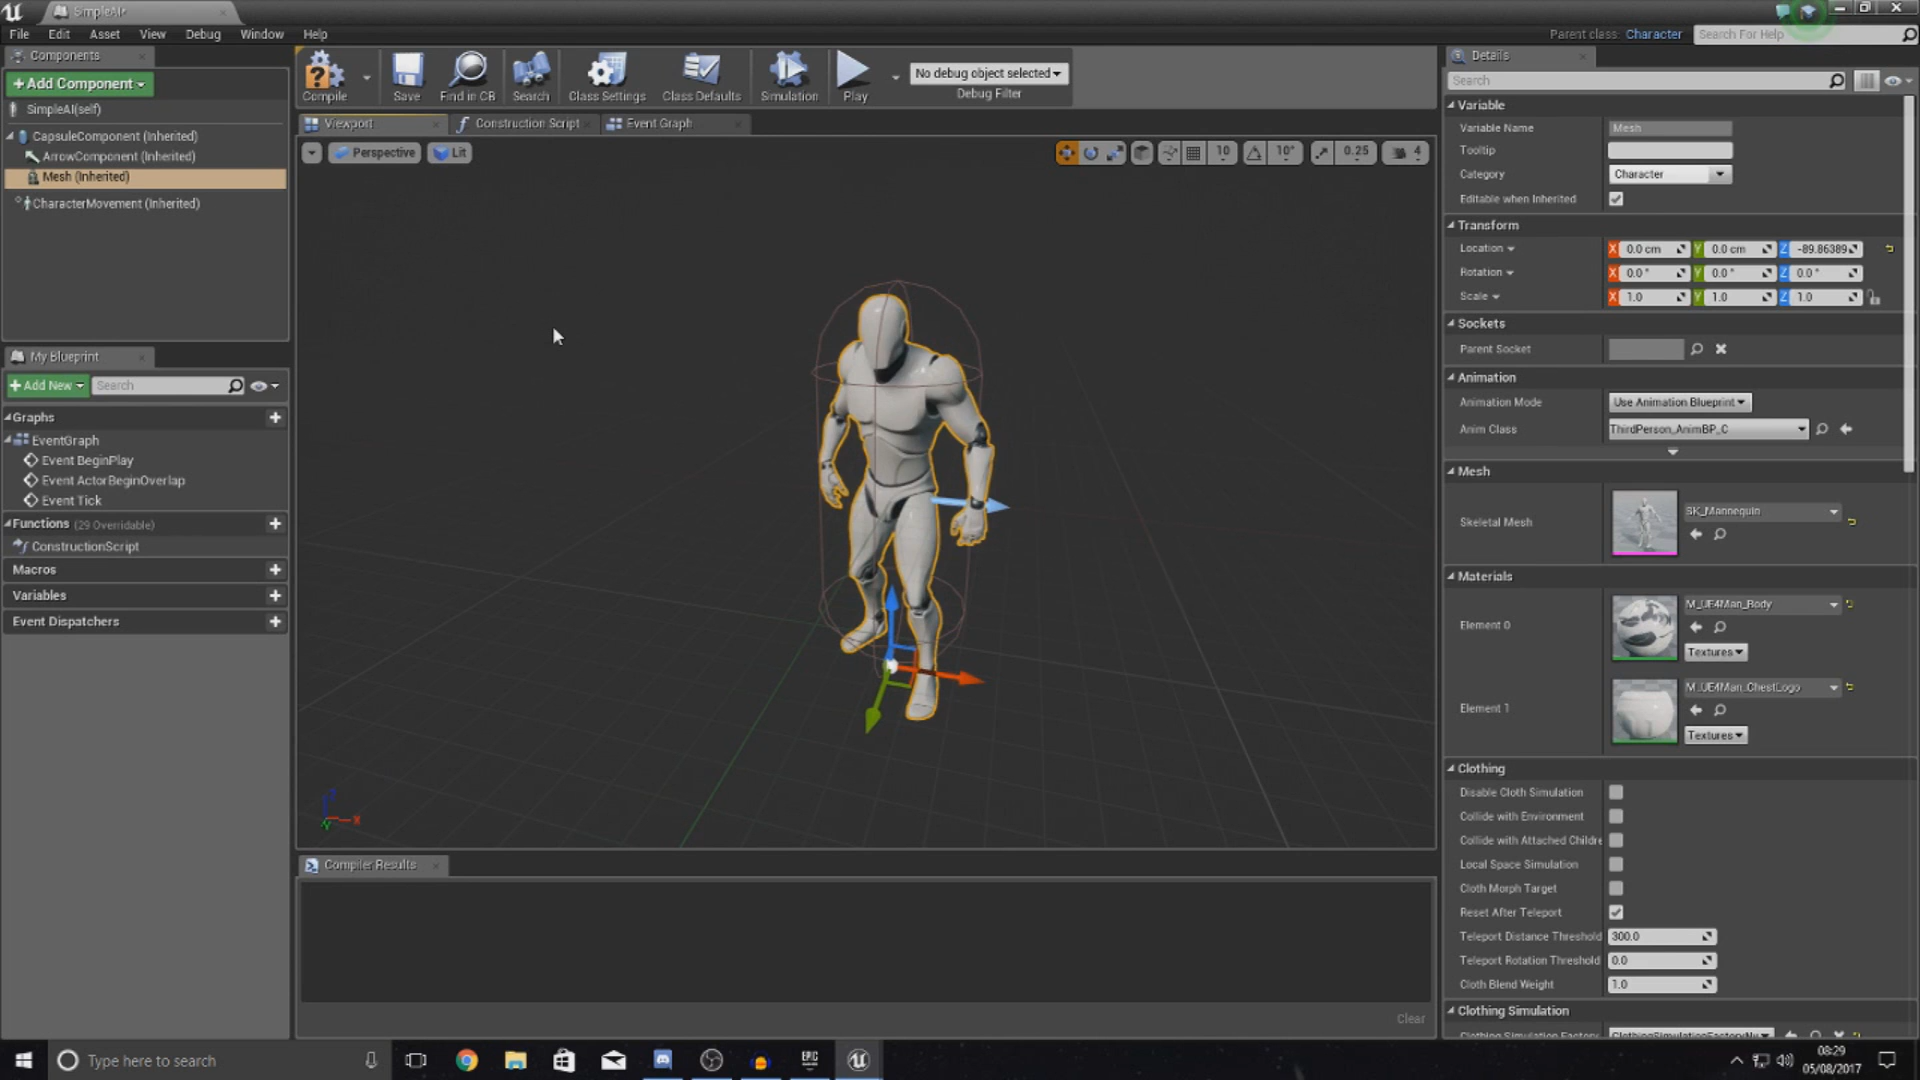 SimpleAI*
File Edit Asset View Debug Window Help
Parent class: Character
Search For Help
Components
+Add Component
SimpleAI(self)
CapsuleComponent (Inherited)
ArrowComponent (Inherited)
Mesh (Inherited)
CharacterMovement (Inherited)
My Blueprint
+Add New
Search
Graphs
EventGraph
Event BeginPlay
Event ActorBeginOverlap
Event Tick
Functions (29 Overridable)
ConstructionScript
Macros
Variables
Event Dispatchers
Compile
Save
Find in CB
Search
Class Settings
Class Defaults
Simulation
Play
No debug object selected
Debug Filter
Viewport
Construction Script
Event Graph
Perspective
Lit
10
10°
0.25
4
X
Y
Compiler Results
Clear
Details
Search
Variable
Variable Name Mesh
Tooltip
Category Character
Editable when Inherited
Transform
Location X 0.0 cm Y 0.0 cm Z -89.86389
Rotation X 0.0° Y 0.0° Z 0.0°
Scale X 1.0 Y 1.0 Z 1.0
Sockets
Parent Socket
Animation
Animation Mode Use Animation Blueprint
Anim Class ThirdPerson_AnimBP_C
Mesh
Skeletal Mesh SK_Mannequin
Materials
Element 0 M_UE4Man_Body
Textures
Element 1 M_UE4Man_ChestLogo
Textures
Clothing
Disable Cloth Simulation
Collide with Environment
Collide with Attached Childre
Local Space Simulation
Cloth Morph Target
Reset After Teleport
Teleport Distance Threshold 300.0
Teleport Rotation Threshold 0.0
Cloth Blend Weight 1.0
Clothing Simulation
Clothing Simulation Factory ClothingSimulationFactoryNv
Type here to search
EPIC
08:29
05/08/2017